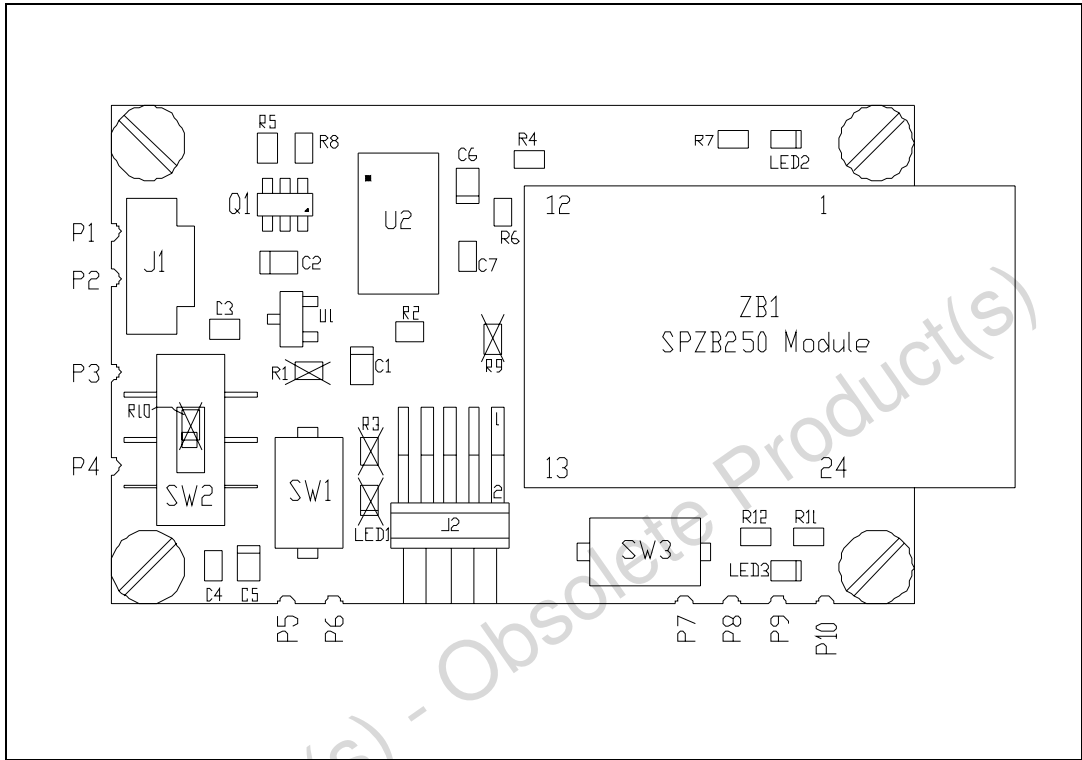 R5
R8
R4
R7
LED2
C6
Q1
U2
R6
12
1
P1
P2
J1
C2
C7
ZB1
SPZB250 Module
C3
U1
R2
R9
P3
R1
C1
R10
R3
1
P4
SW2
SW1
2
LED1
J2
13
24
SW3
R12
R11
LED3
C4
C5
P5
P6
P7
P8
P9
P10
(s) - Obsolete Product(s)